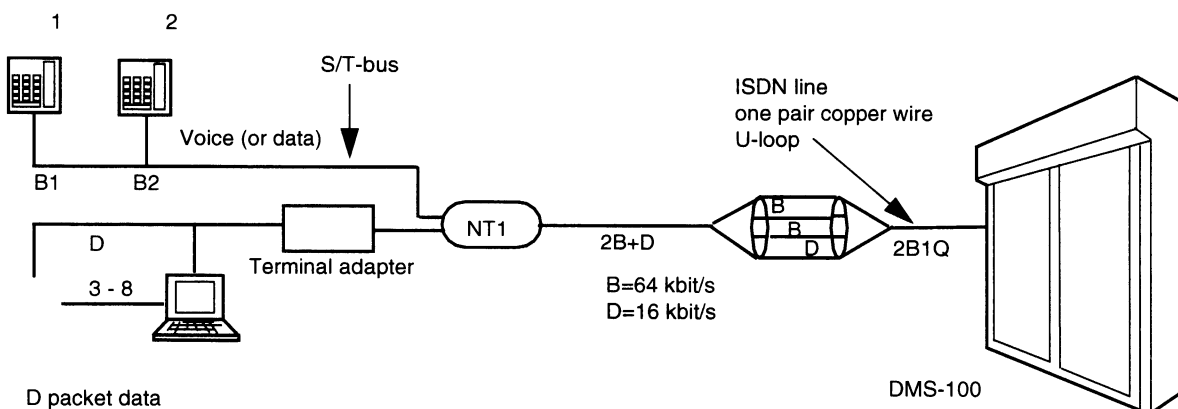 1
2
S/T-bus
ISDN line
one pair copper wire
U-loop
Voice (or data)
B1
B2
B
B
D
D
NT1
2B+D
2B1Q
Terminal adapter
B=64 kbit/s
D=16 kbit/s
3 - 8
D packet data
DMS-100